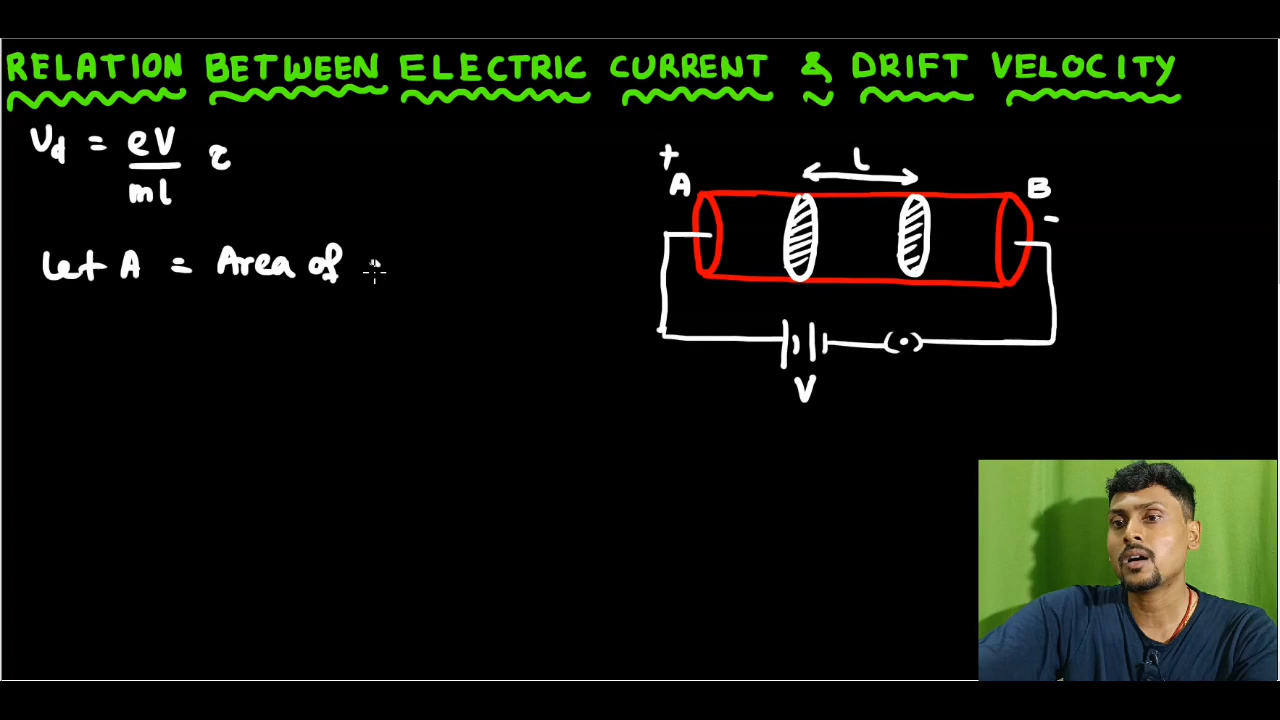 RELATION BETWEEN ELECTRIC CURRENT & DRIFT VELOCITY
Vd = eV/ml τ
Let A = Area of
+
A
l
B
-
V